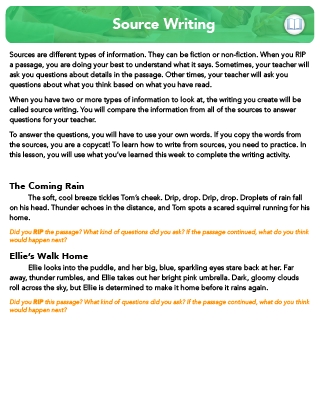 Source Writing
Sources are different types of information. They can be fiction or non-fiction. When you RIP
a passage, you are doing your best to understand what it says. Sometimes, your teacher will
ask you questions about details in the passage. Other times, your teacher will ask you
questions about what you think based on what you have read.
When you have two or more types of information to look at, the writing you create will be
called source writing. You will compare the information from all of the sources to answer
questions for your teacher.
To answer the questions, you will have to use your own words. If you copy the words from
the sources, you are a copycat! To learn how to write from sources, you need to practice. In
this lesson, you will use what you've learned this week to complete the writing activity.
The Coming Rain
The soft, cool breeze tickles Tom's cheek. Drip, drop. Drip, drop. Droplets of rain fall
on his head. Thunder echoes in the distance, and Tom spots a scared squirrel running for his
home.
Did you RIP the passage? What kind of questions did you ask? If the passage continued, what do you think
would happen next?
Ellie's Walk Home
Ellie looks into the puddle, and her big, blue, sparkling eyes stare back at her. Far
away, thunder rumbles, and Ellie takes out her bright pink umbrella. Dark, gloomy clouds
roll across the sky, but Ellie is determined to make it home before it rains again.
Did you RIP this passage? What kind of questions did you ask? If the passage continued, what do you think
would happen next?